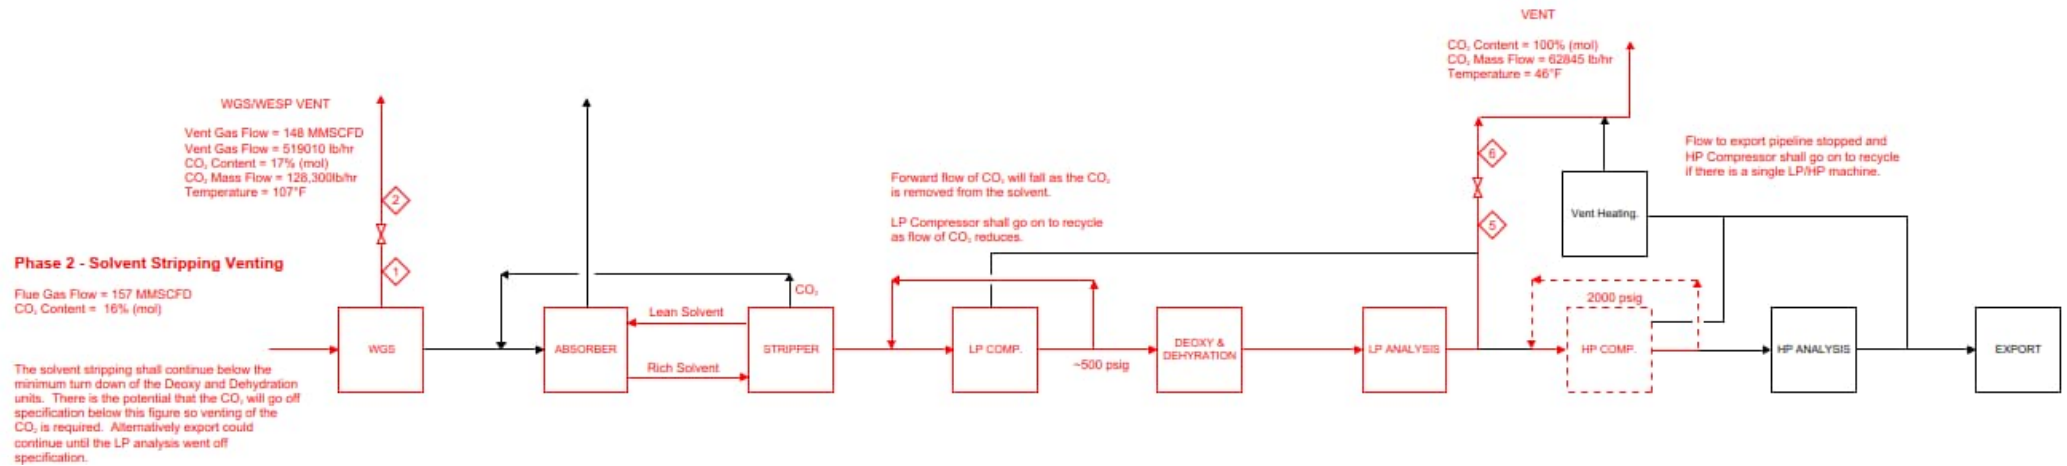 VENT
CO₂ Content = 100% (mol)
CO₂ Mass Flow = 62845 lb/hr
Temperature = 46°F
WGS/WESP VENT
Vent Gas Flow = 148 MMSCFD
Vent Gas Flow = 519010 lb/hr
CO₂ Content = 17% (mol)
CO₂ Mass Flow = 128,300lb/hr
Temperature = 107°F
2
1
Phase 2 - Solvent Stripping Venting
Flue Gas Flow = 157 MMSCFD
CO₂ Content = 16% (mol)
The solvent stripping shall continue below the
minimum turn down of the Deoxy and Dehydration
units. There is the potential that the CO₂ will go off
specification below this figure so venting of the
CO₂ is required. Alternatively export could
continue until the LP analysis went off
specification.
Forward flow of CO₂ will fall as the CO₂
is removed from the solvent.
LP Compressor shall go on to recycle
as flow of CO₂ reduces.
6
5
Flow to export pipeline stopped and
HP Compressor shall go on to recycle
if there is a single LP/HP machine.
Vent Heating.
CO₂
Lean Solvent
Rich Solvent
2000 psig
~500 psig
WGS
ABSORBER
STRIPPER
LP COMP.
DEOXY &
DEHYRATION
LP ANALYSIS
HP COMP.
HP ANALYSIS
EXPORT